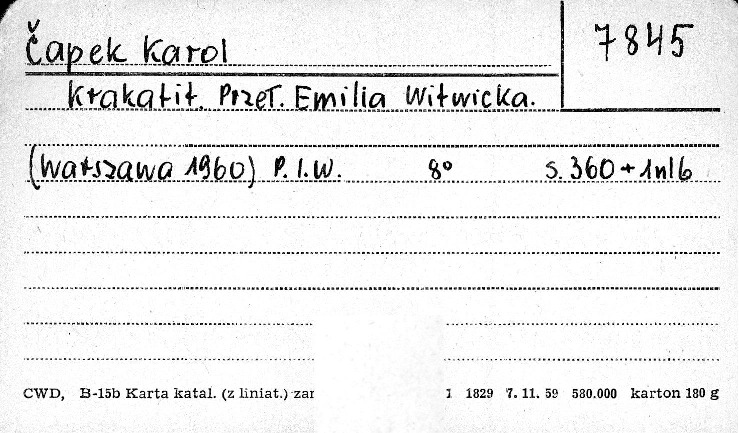 Čapek Karol
7845
Krakatit. Przeł. Emilia Witwicka.
(Warszawa 1960) P.I.W. 8° s. 360 + 1nlb
CWD, B-15b Karta katal. (z liniat.) zar 1 1829 7. 11. 59 580.000 karton 180 g